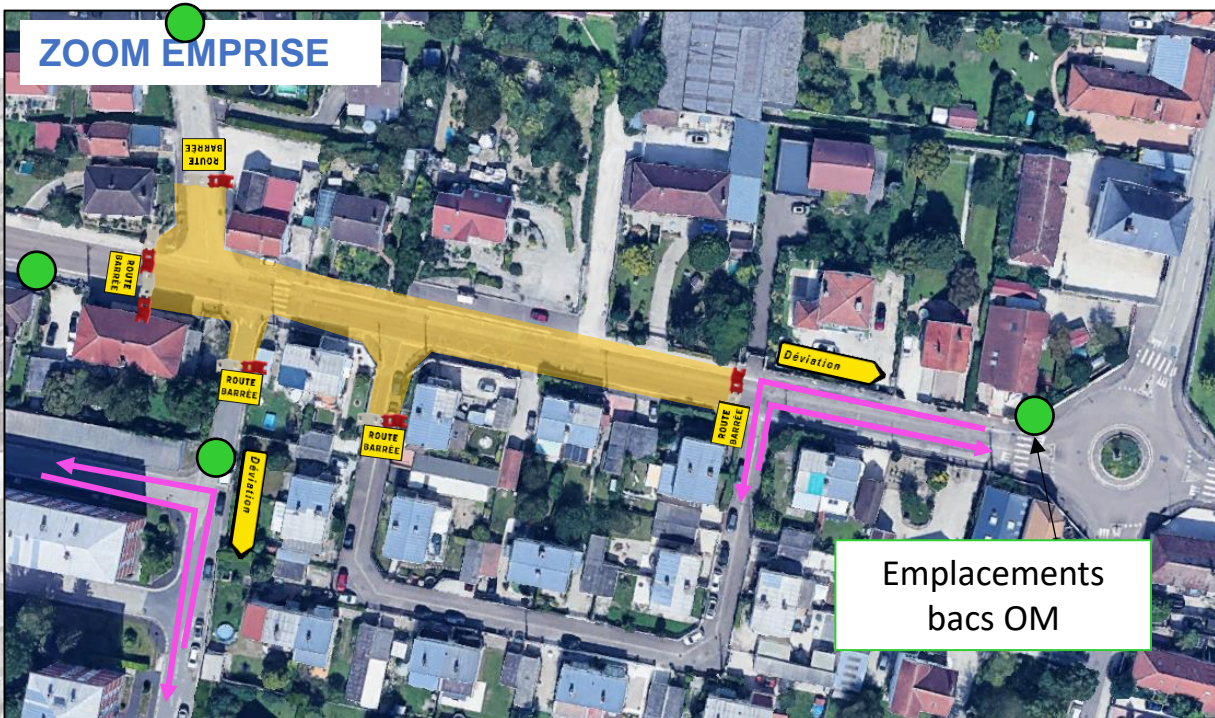 ZOOM EMPRISE
ROUTE
BARRÉE
ROUTE
BARRÉE
ROUTE
BARRÉE
ROUTE
BARRÉE
ROUTE
BARRÉE
Déviation
Déviation
Emplacements
bacs OM